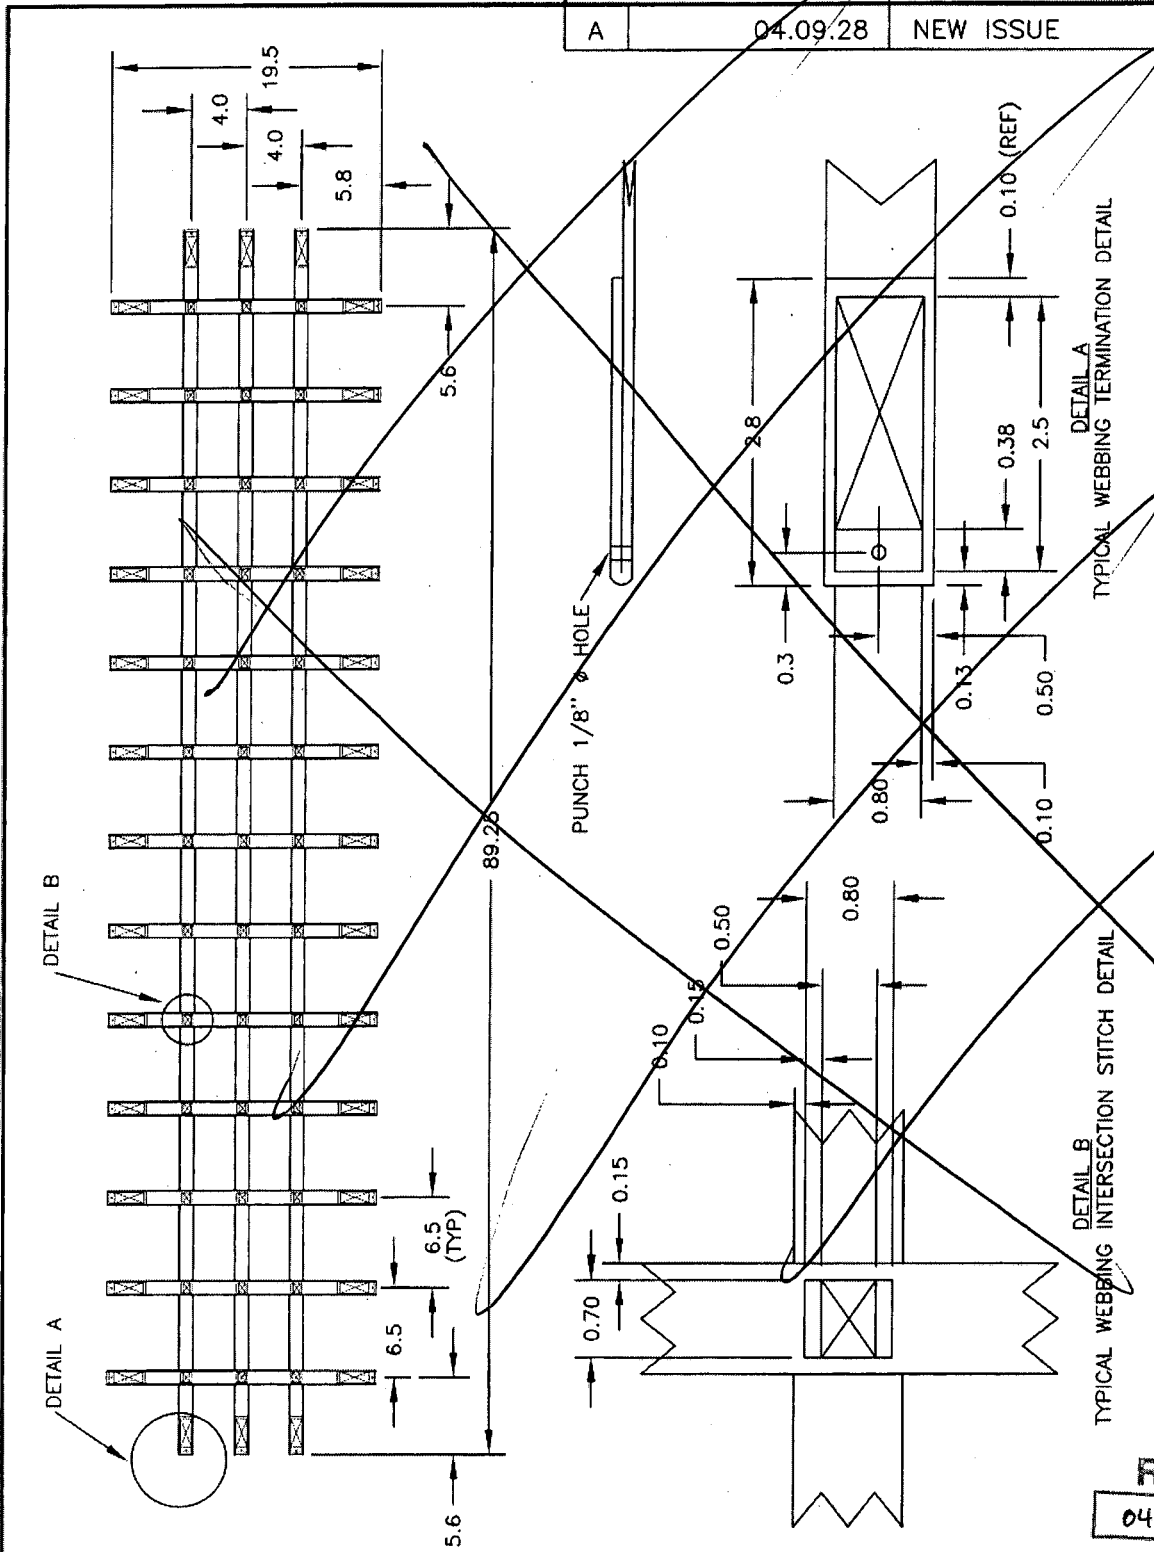 A 04.09.28 NEW ISSUE
19.5
4.0
4.0
5.8
5.6
89.25
DETAIL B
DETAIL A
6.5
(TYP)
6.5
5.6
PUNCH 1/8" ϕ HOLE
2.8
0.10 (REF)
0.38
2.5
0.3
0.13
0.50
0.80
0.10
DETAIL A
TYPICAL WEBBING TERMINATION DETAIL
0.80
0.50
0.15
0.10
0.15
0.70
DETAIL B
TYPICAL WEBBING INTERSECTION STITCH DETAIL
04